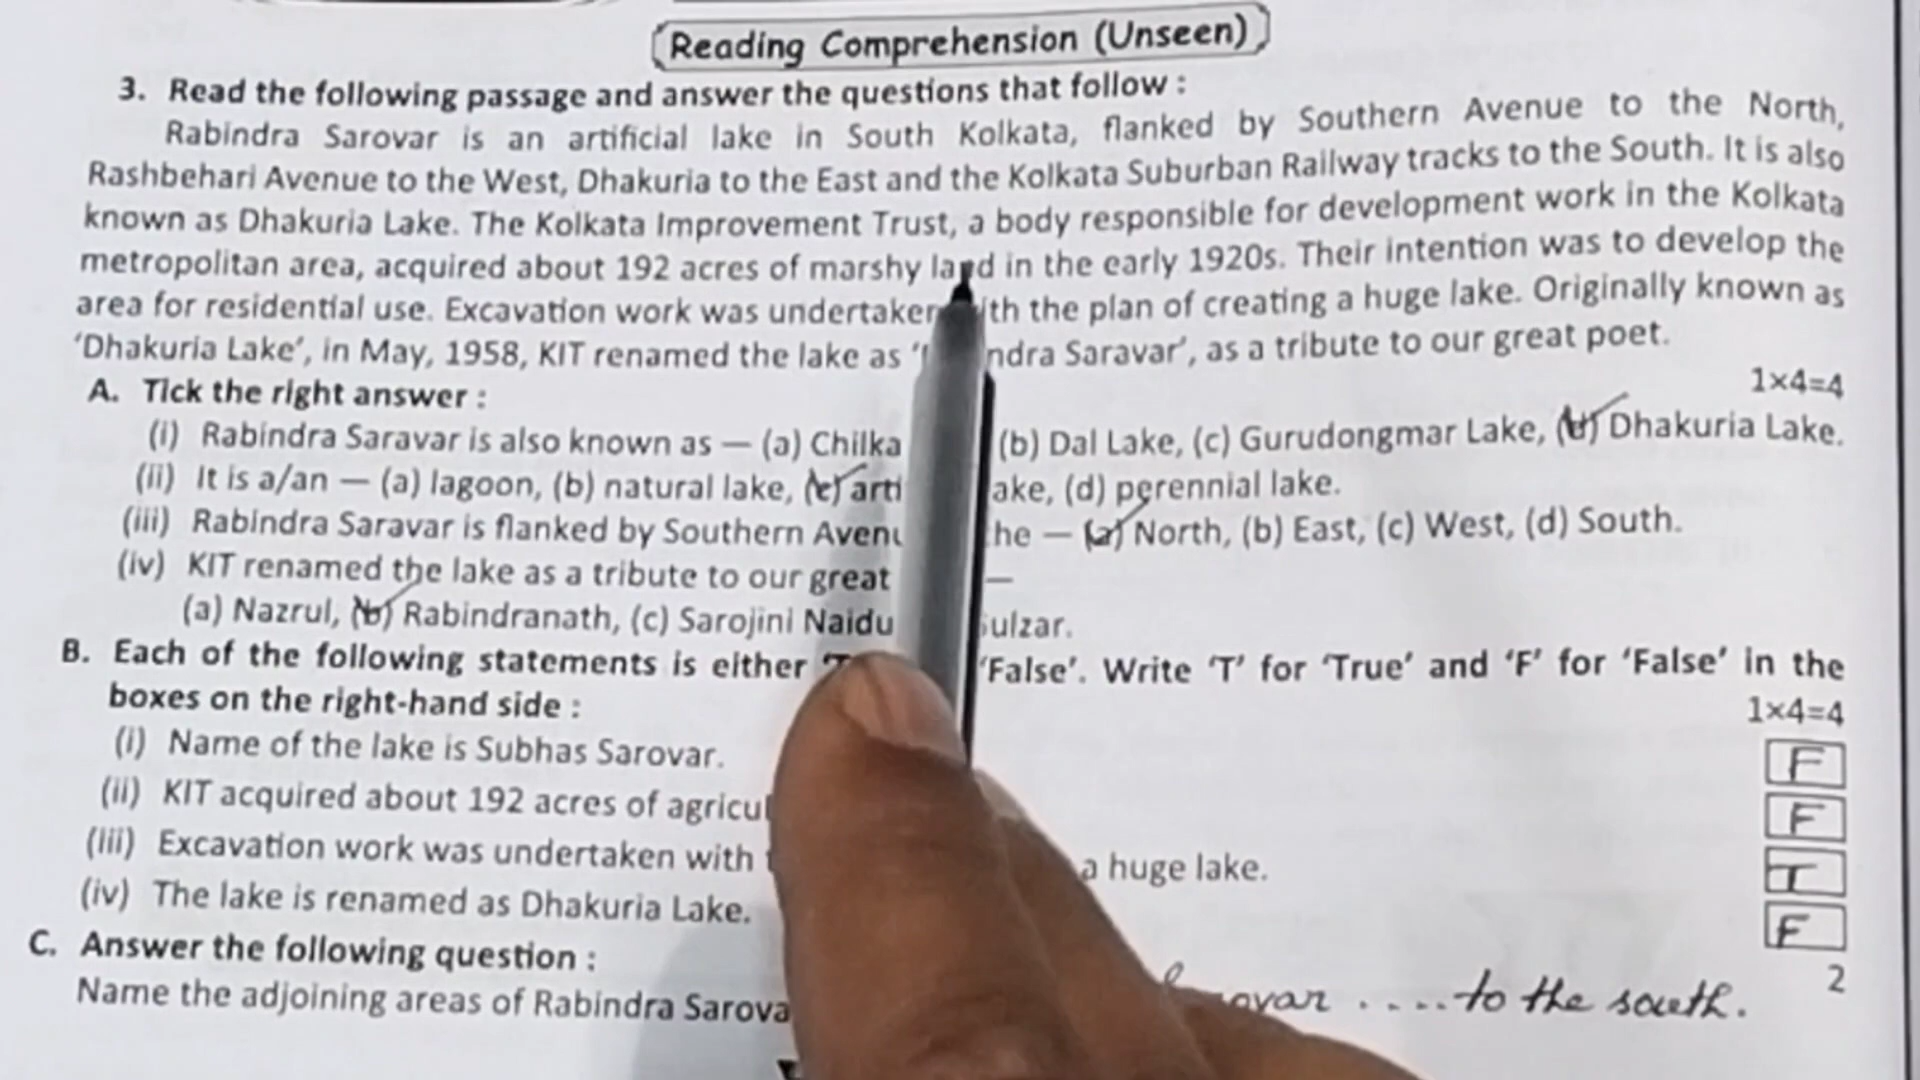 Reading Comprehension (Unseen)
3. Read the following passage and answer the questions that follow :
Rabindra Sarovar is an artificial lake in South Kolkata, flanked by Southern Avenue to the North,
Rashbehari Avenue to the West, Dhakuria to the East and the Kolkata Suburban Railway tracks to the South. It is also
known as Dhakuria Lake. The Kolkata Improvement Trust, a body responsible for development work in the Kolkata
metropolitan area, acquired about 192 acres of marshy land in the early 1920s. Their intention was to develop the
area for residential use. Excavation work was undertaken the plan of creating a huge lake. Originally known as
'Dhakuria Lake', in May, 1958, KIT renamed the lake as Saravar', as a tribute to our great poet.
A. Tick the right answer : 1×4=4
(i) Rabindra Saravar is also known as — (a) Chilka (b) Dal Lake, (c) Gurudongmar Lake, (d) Dhakuria Lake.
(ii) It is a/an — (a) lagoon, (b) natural lake, (c) (d) perennial lake.
(iii) Rabindra Saravar is flanked by Southern — (a) North, (b) East, (c) West, (d) South.
(iv) KIT renamed the lake as a tribute to our great —
(a) Nazrul, (b) Rabindranath, (c) Sarojini Naidu
B. Each of the following statements is either 'False'. Write 'T' for 'True' and 'F' for 'False' in the
boxes on the right-hand side : 1×4=4
(i) Name of the lake is Subhas Sarovar. F
(ii) KIT acquired about 192 acres of F
(iii) Excavation work was undertaken with a huge lake. T
(iv) The lake is renamed as Dhakuria Lake. F
C. Answer the following question : 2
Name the adjoining areas of Rabindra .... to the south.